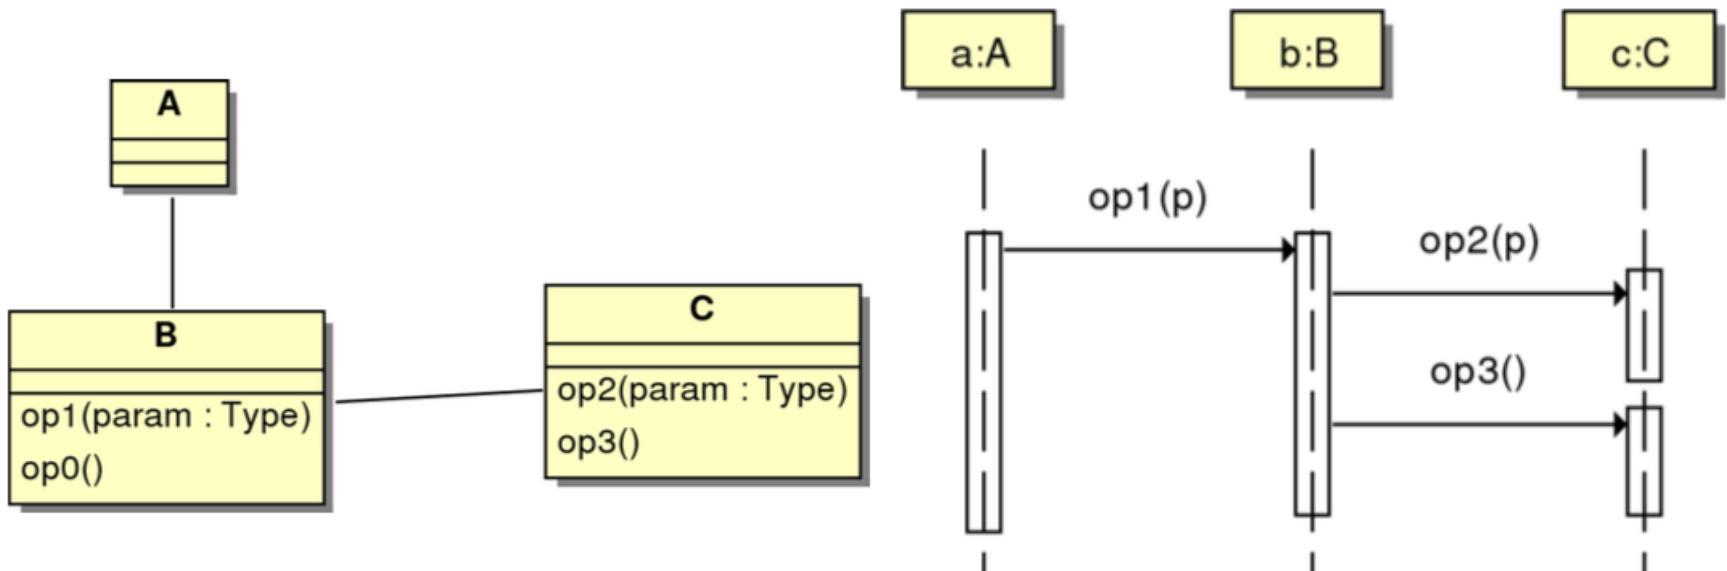 A
B
op1(param : Type)
op0()
C
op2(param : Type)
op3()
a:A
b:B
c:C
op1(p)
op2(p)
op3()